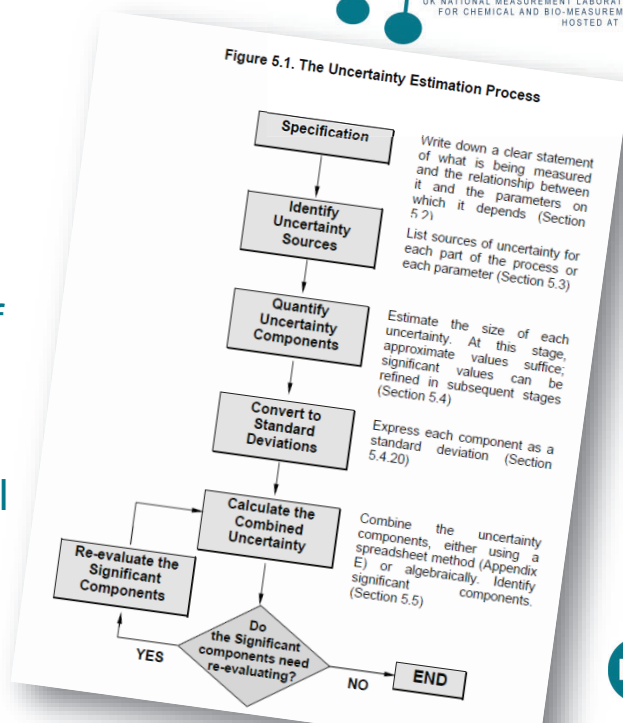 UK NATIONAL MEASUREMENT LABORAT
FOR CHEMICAL AND BIO-MEASUREM
HOSTED AT
Figure 5.1. The Uncertainty Estimation Process
Specification
Write down a clear statement
of what is being measured
and the relationship between
it and the parameters on
which it depends (Section
5.2)
Identify
Uncertainty
Sources
List sources of uncertainty for
each part of the process or
each parameter (Section 5.3)
Quantify
Uncertainty
Components
Estimate the size of each
uncertainty. At this stage,
approximate values suffice;
significant values can be
refined in subsequent stages
(Section 5.4)
Convert to
Standard
Deviations
Express each component as a
standard deviation (Section
5.4.20)
Calculate the
Combined
Uncertainty
Combine the uncertainty
components, either using a
spreadsheet method (Appendix
E) or algebraically. Identify
significant components.
(Section 5.5)
Re-evaluate the
Significant
Components
Do
the Significant
components need
re-evaluating?
YES
NO
END